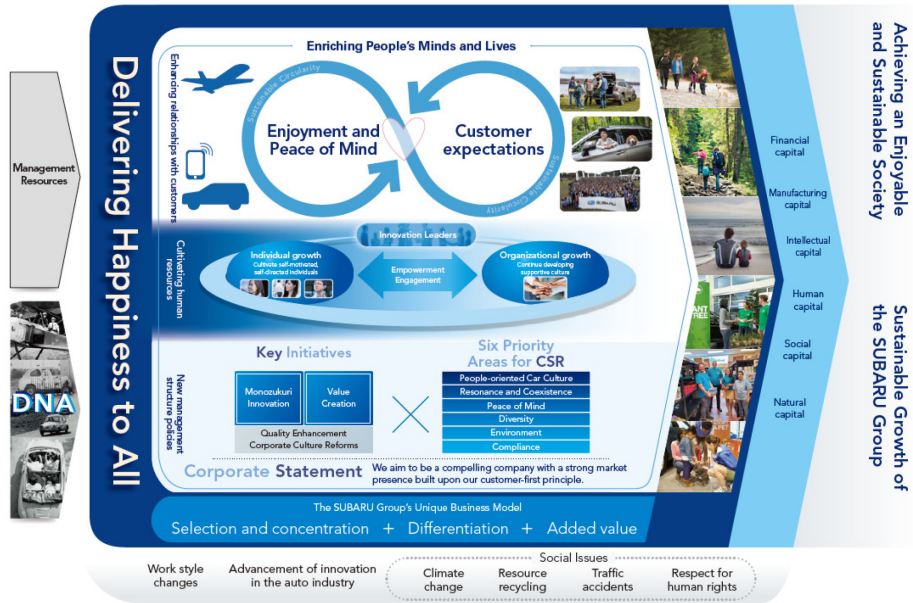 Management
Resources
DNA
Delivering Happiness to All
Enhancing relationships with customers
Enriching People's Minds and Lives
Sustainable Circularity
Enjoyment and
Peace of Mind
Customer
expectations
Sustainable Circularity
SUBARU
Cultivating human
resources
Innovation Leaders
Individual growth
Cultivate self-motivated,
self-directed individuals
Empowerment
Engagement
Organizational growth
Continue developing
supportive culture
New management
structure policies
Key Initiatives
Monozukuri
Innovation
Value
Creation
Quality Enhancement
Corporate Culture Reforms
Six Priority
Areas for CSR
People-oriented Car Culture
Resonance and Coexistence
Peace of Mind
Diversity
Environment
Compliance
Corporate Statement
We aim to be a compelling company with a strong market
presence built upon our customer-first principle.
The SUBARU Group's Unique Business Model
Selection and concentration + Differentiation + Added value
Financial
capital
Manufacturing
capital
Intellectual
capital
Human
capital
Social
capital
Natural
capital
Achieving an Enjoyable
and Sustainable Society
Sustainable Growth of
the SUBARU Group
Work style
changes
Advancement of innovation
in the auto industry
Social Issues
Climate
change
Resource
recycling
Traffic
accidents
Respect for
human rights